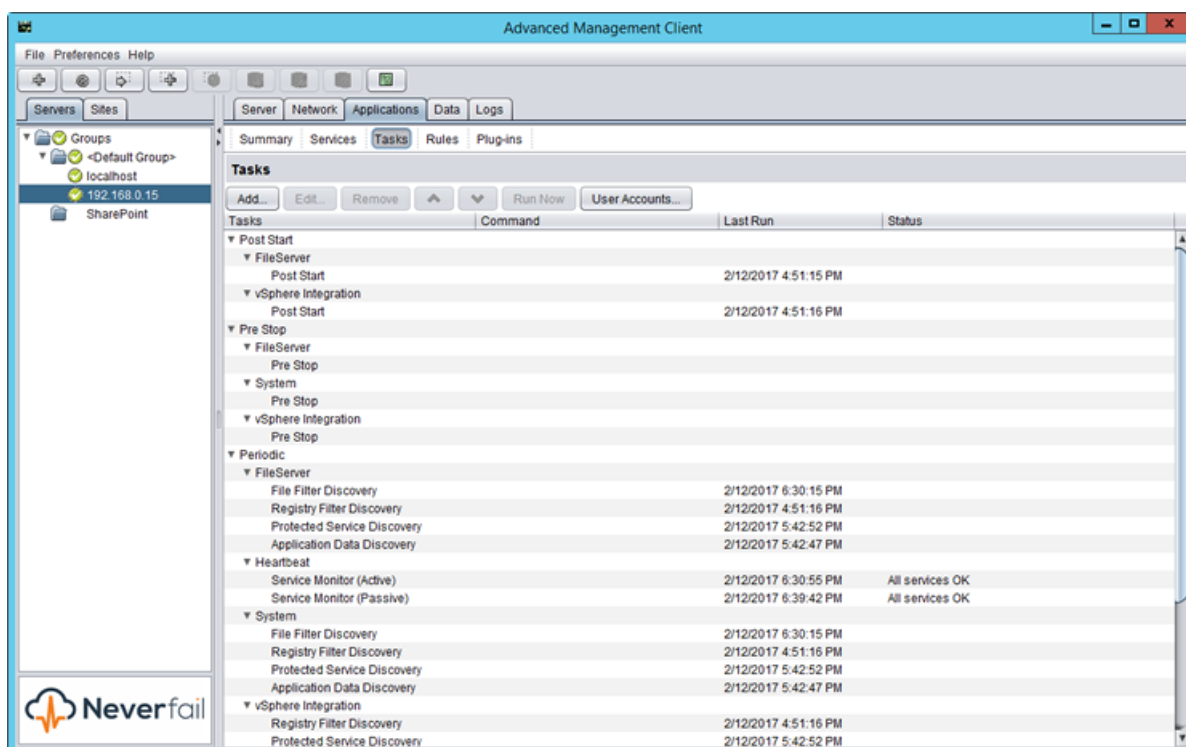 Advanced Management Client
File Preferences Help
Servers Sites
Server Network Applications Data Logs
Groups
<Default Group>
localhost
192.168.0.15
SharePoint
Summary Services Tasks Rules Plug-ins
Tasks
Add... Edit... Remove Run Now User Accounts...
Tasks Command Last Run Status
Post Start
FileServer
Post Start 2/12/2017 4:51:15 PM
vSphere Integration
Post Start 2/12/2017 4:51:16 PM
Pre Stop
FileServer
Pre Stop
System
Pre Stop
vSphere Integration
Pre Stop
Periodic
FileServer
File Filter Discovery 2/12/2017 6:30:15 PM
Registry Filter Discovery 2/12/2017 4:51:16 PM
Protected Service Discovery 2/12/2017 5:42:52 PM
Application Data Discovery 2/12/2017 5:42:47 PM
Heartbeat
Service Monitor (Active) 2/12/2017 6:30:55 PM All services OK
Service Monitor (Passive) 2/12/2017 6:39:42 PM All services OK
System
File Filter Discovery 2/12/2017 6:30:15 PM
Registry Filter Discovery 2/12/2017 4:51:16 PM
Protected Service Discovery 2/12/2017 5:42:52 PM
Application Data Discovery 2/12/2017 5:42:47 PM
vSphere Integration
Registry Filter Discovery 2/12/2017 4:51:16 PM
Protected Service Discovery 2/12/2017 5:42:52 PM
Neverfail